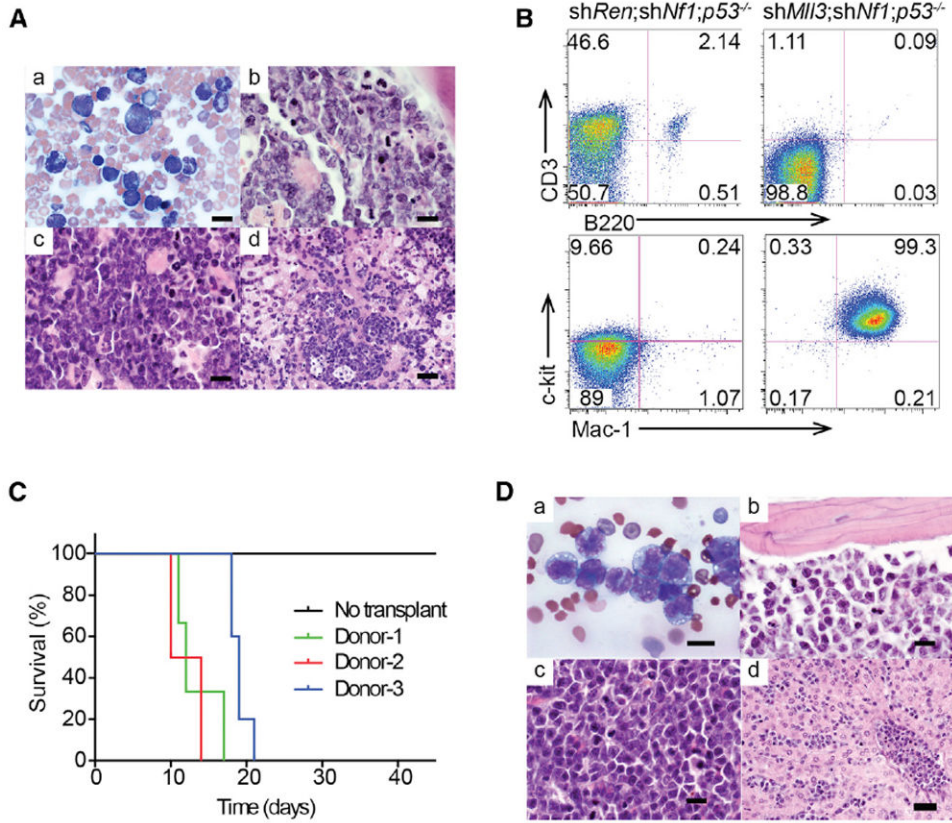 A
a
b
c
d
B
shRen;shNf1;p53-/-
shMll3;shNf1;p53-/-
46.6
2.14
1.11
0.09
CD3
50.7
0.51
98.8
0.03
B220
9.66
0.24
0.33
99.3
c-kit
89
1.07
0.17
0.21
Mac-1
C
100
80
60
40
20
0
Survival (%)
No transplant
Donor-1
Donor-2
Donor-3
0
10
20
30
40
Time (days)
D
a
b
c
d